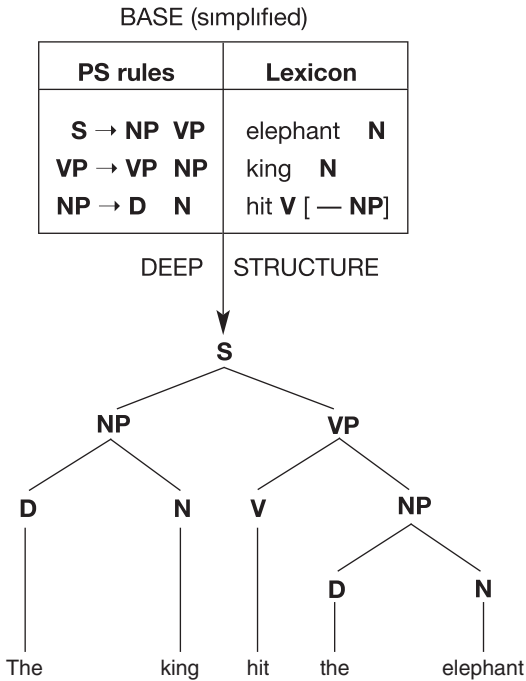 BASE (simplified)
PS rules Lexicon
S → NP VP elephant N
VP → VP NP king N
NP → D N hit V [ — NP]
DEEP STRUCTURE
S
NP VP
D N V NP
D N
The king hit the elephant